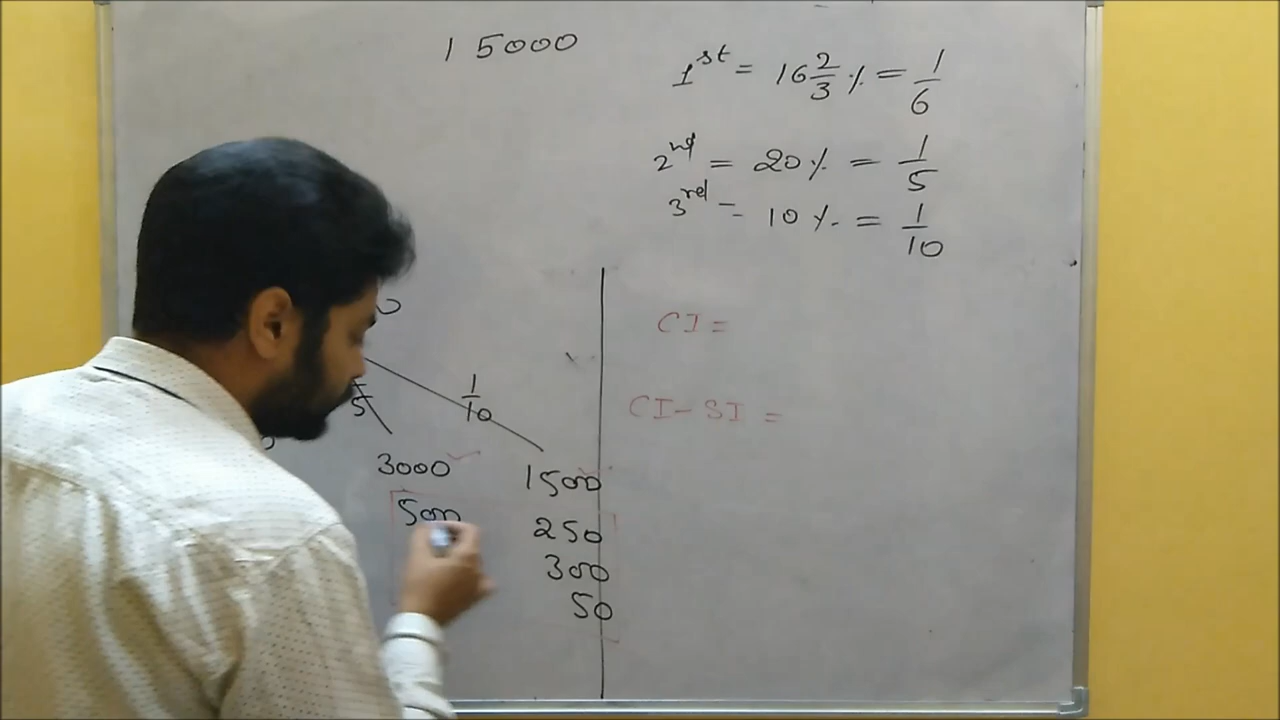 15000
1st = 16 2/3 % = 1/6
2nd = 20% = 1/5
3rd = 10% = 1/10
CI =
1/10
5
CI - SI =
3000
1500
500
250
300
50